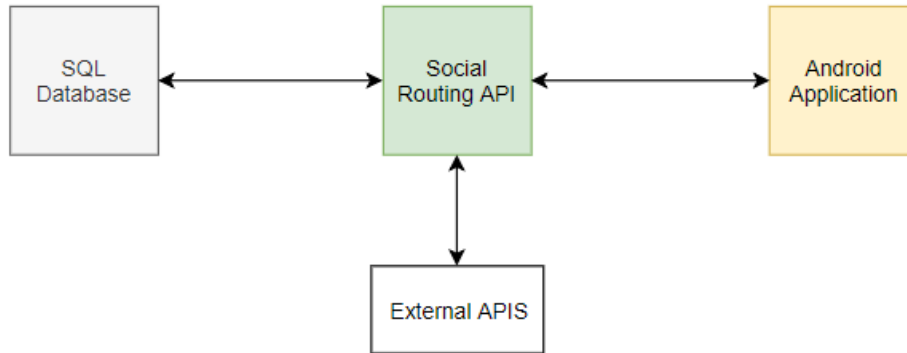 SQL
Database
Social
Routing API
Android
Application
External APIS